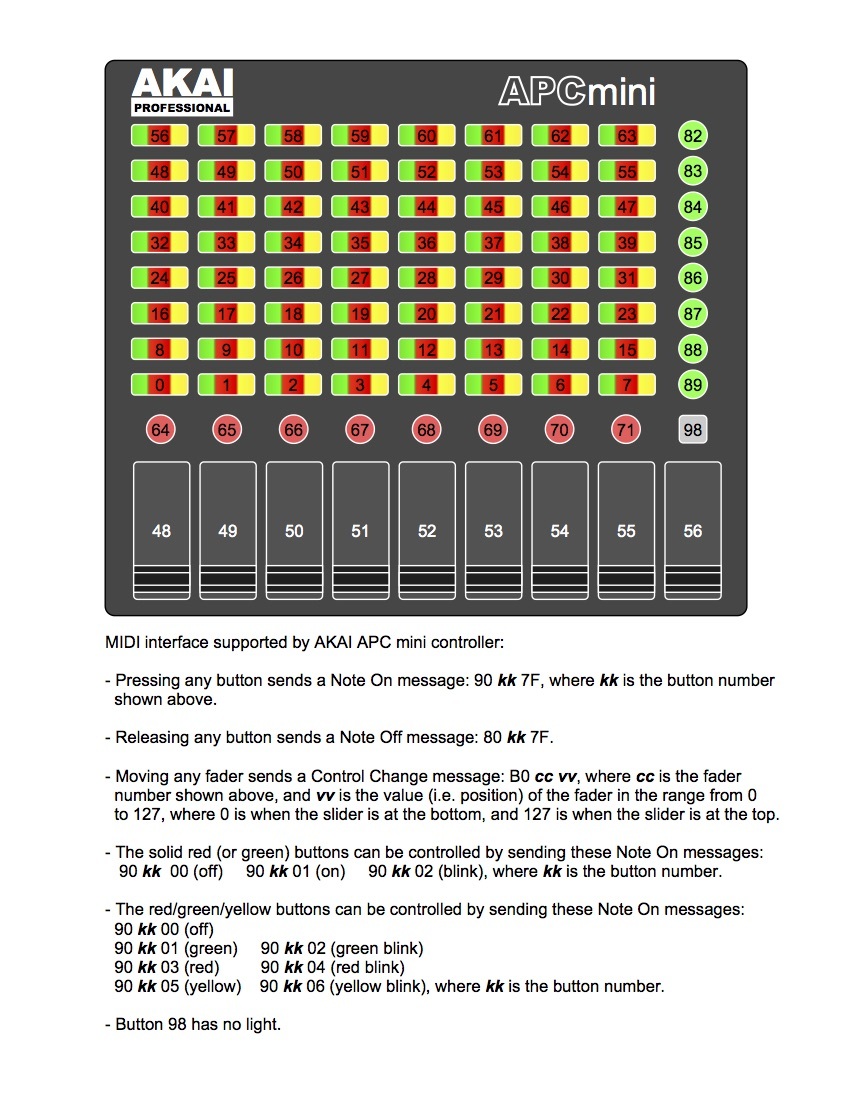 AKAI
PROFESSIONAL
APCmini
56 57 58 59 60 61 62 63 82
48 49 50 51 52 53 54 55 83
40 41 42 43 44 45 46 47 84
32 33 34 35 36 37 38 39 85
24 25 26 27 28 29 30 31 86
16 17 18 19 20 21 22 23 87
8 9 10 11 12 13 14 15 88
0 1 2 3 4 5 6 7 89
64 65 66 67 68 69 70 71 98
48 49 50 51 52 53 54 55 56
MIDI interface supported by AKAI APC mini controller:
- Pressing any button sends a Note On message: 90 kk 7F, where kk is the button number
shown above.
- Releasing any button sends a Note Off message: 80 kk 7F.
- Moving any fader sends a Control Change message: B0 cc vv, where cc is the fader
number shown above, and vv is the value (i.e. position) of the fader in the range from 0
to 127, where 0 is when the slider is at the bottom, and 127 is when the slider is at the top.
- The solid red (or green) buttons can be controlled by sending these Note On messages:
90 kk 00 (off) 90 kk 01 (on) 90 kk 02 (blink), where kk is the button number.
- The red/green/yellow buttons can be controlled by sending these Note On messages:
90 kk 00 (off)
90 kk 01 (green) 90 kk 02 (green blink)
90 kk 03 (red) 90 kk 04 (red blink)
90 kk 05 (yellow) 90 kk 06 (yellow blink), where kk is the button number.
- Button 98 has no light.